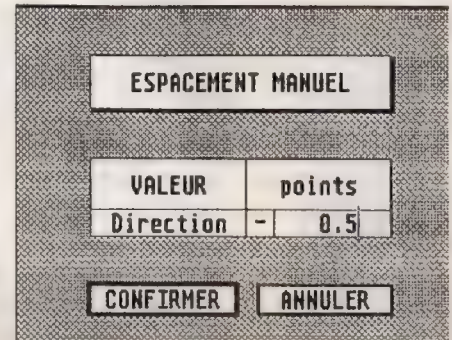 ESPACEMENT MANUEL
VALEUR points
Direction - 0.5
CONFIRMER ANNULER